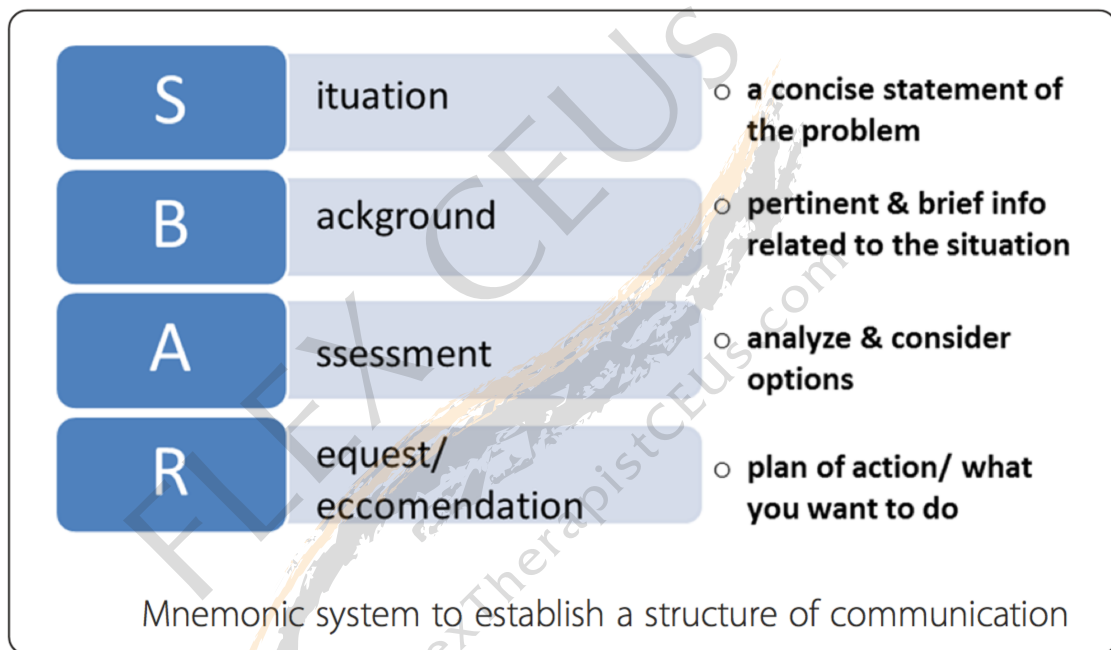 S ituation
○ a concise statement of
the problem
B ackground
○ pertinent & brief info
related to the situation
A ssessment
○ analyze & consider
options
R equest/
eccomendation
○ plan of action/ what
you want to do
Mnemonic system to establish a structure of communication
FLEX CEUS
exTherapistCEUs.com